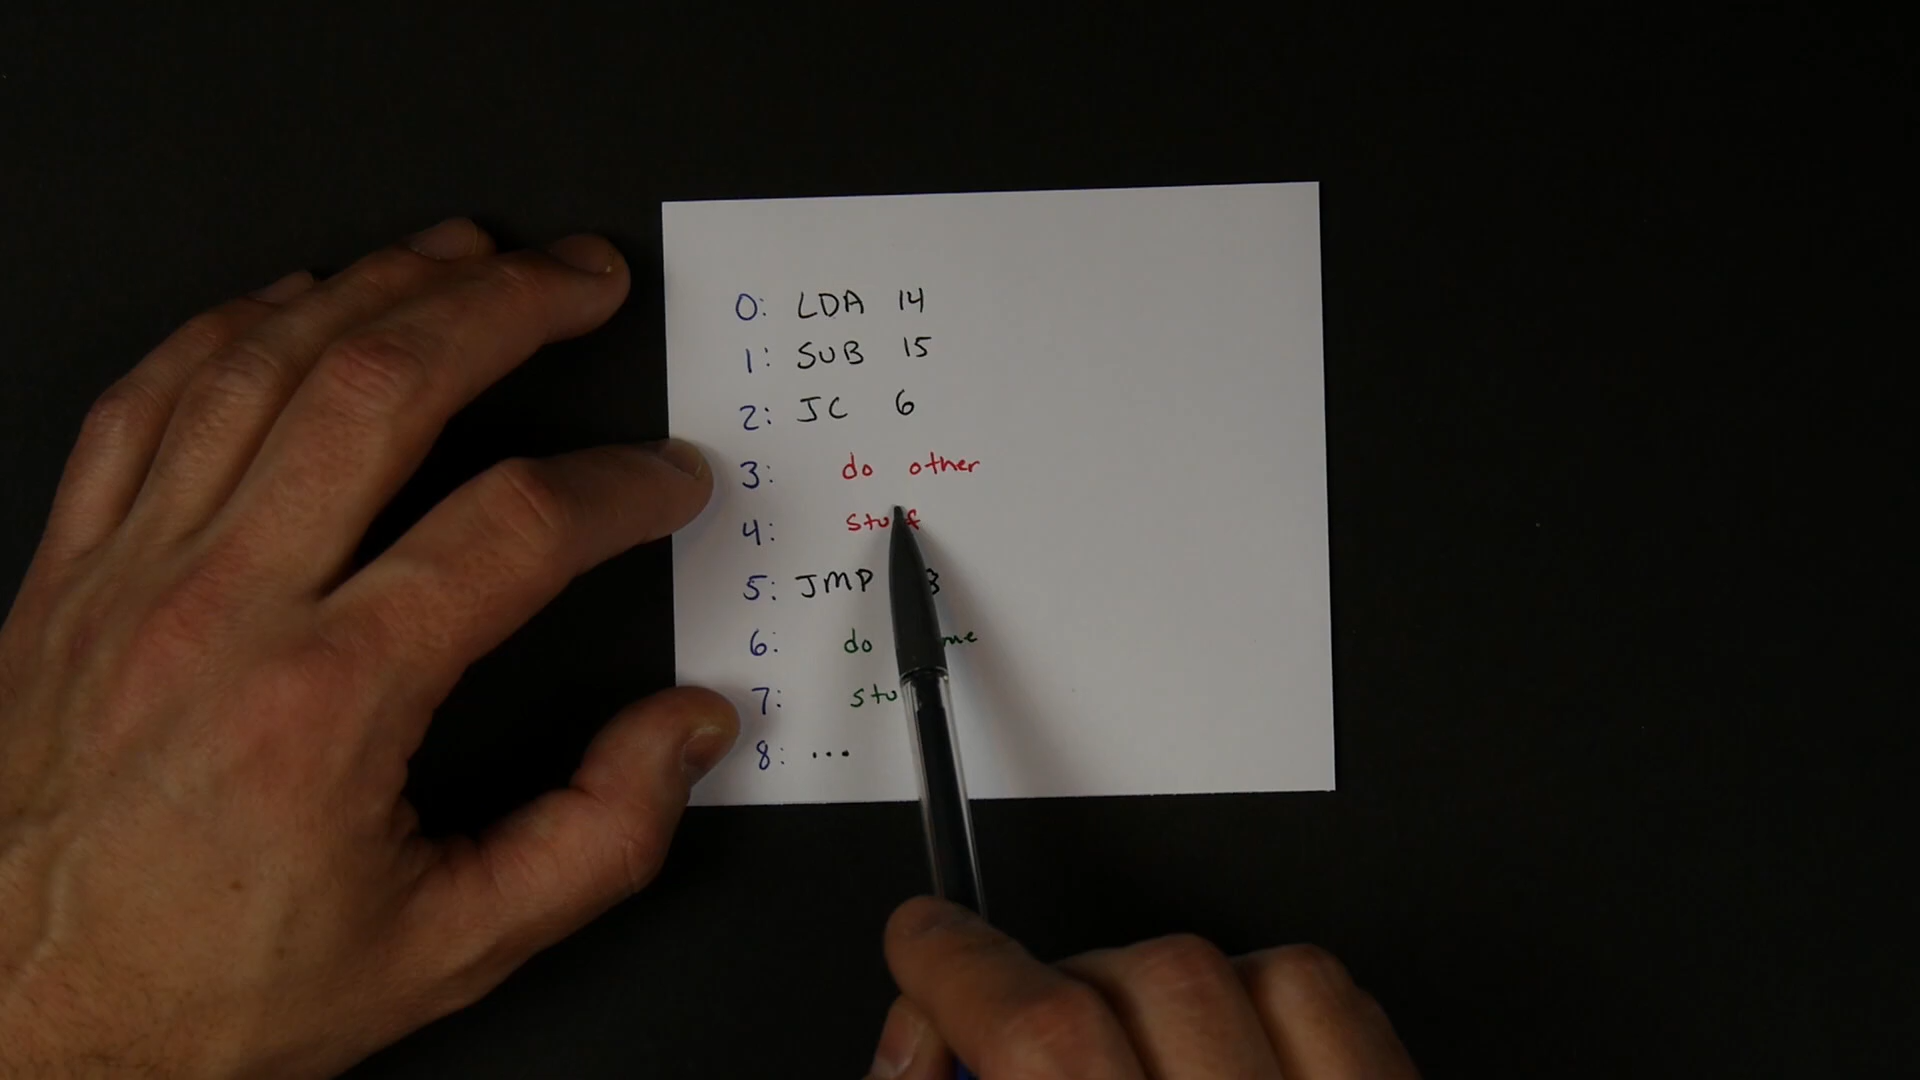 0: LDA 14
1: SUB 15
2: JC 6
3: do other
4: stuff
5: JMP
6: do
7:
8: ...